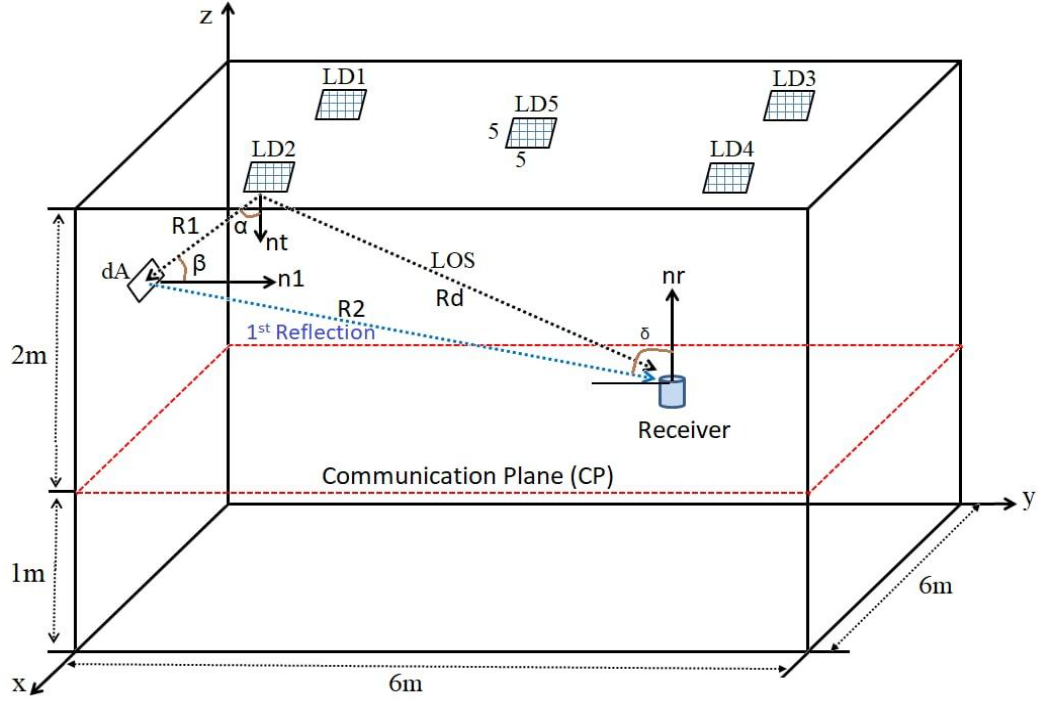 z
LD1
LD3
LD5
5
5
LD2
LD4
R1
α
nt
dA
β
n1
LOS
Rd
nr
R2
1st Reflection
δ
2m
Receiver
Communication Plane (CP)
y
1m
6m
x
6m